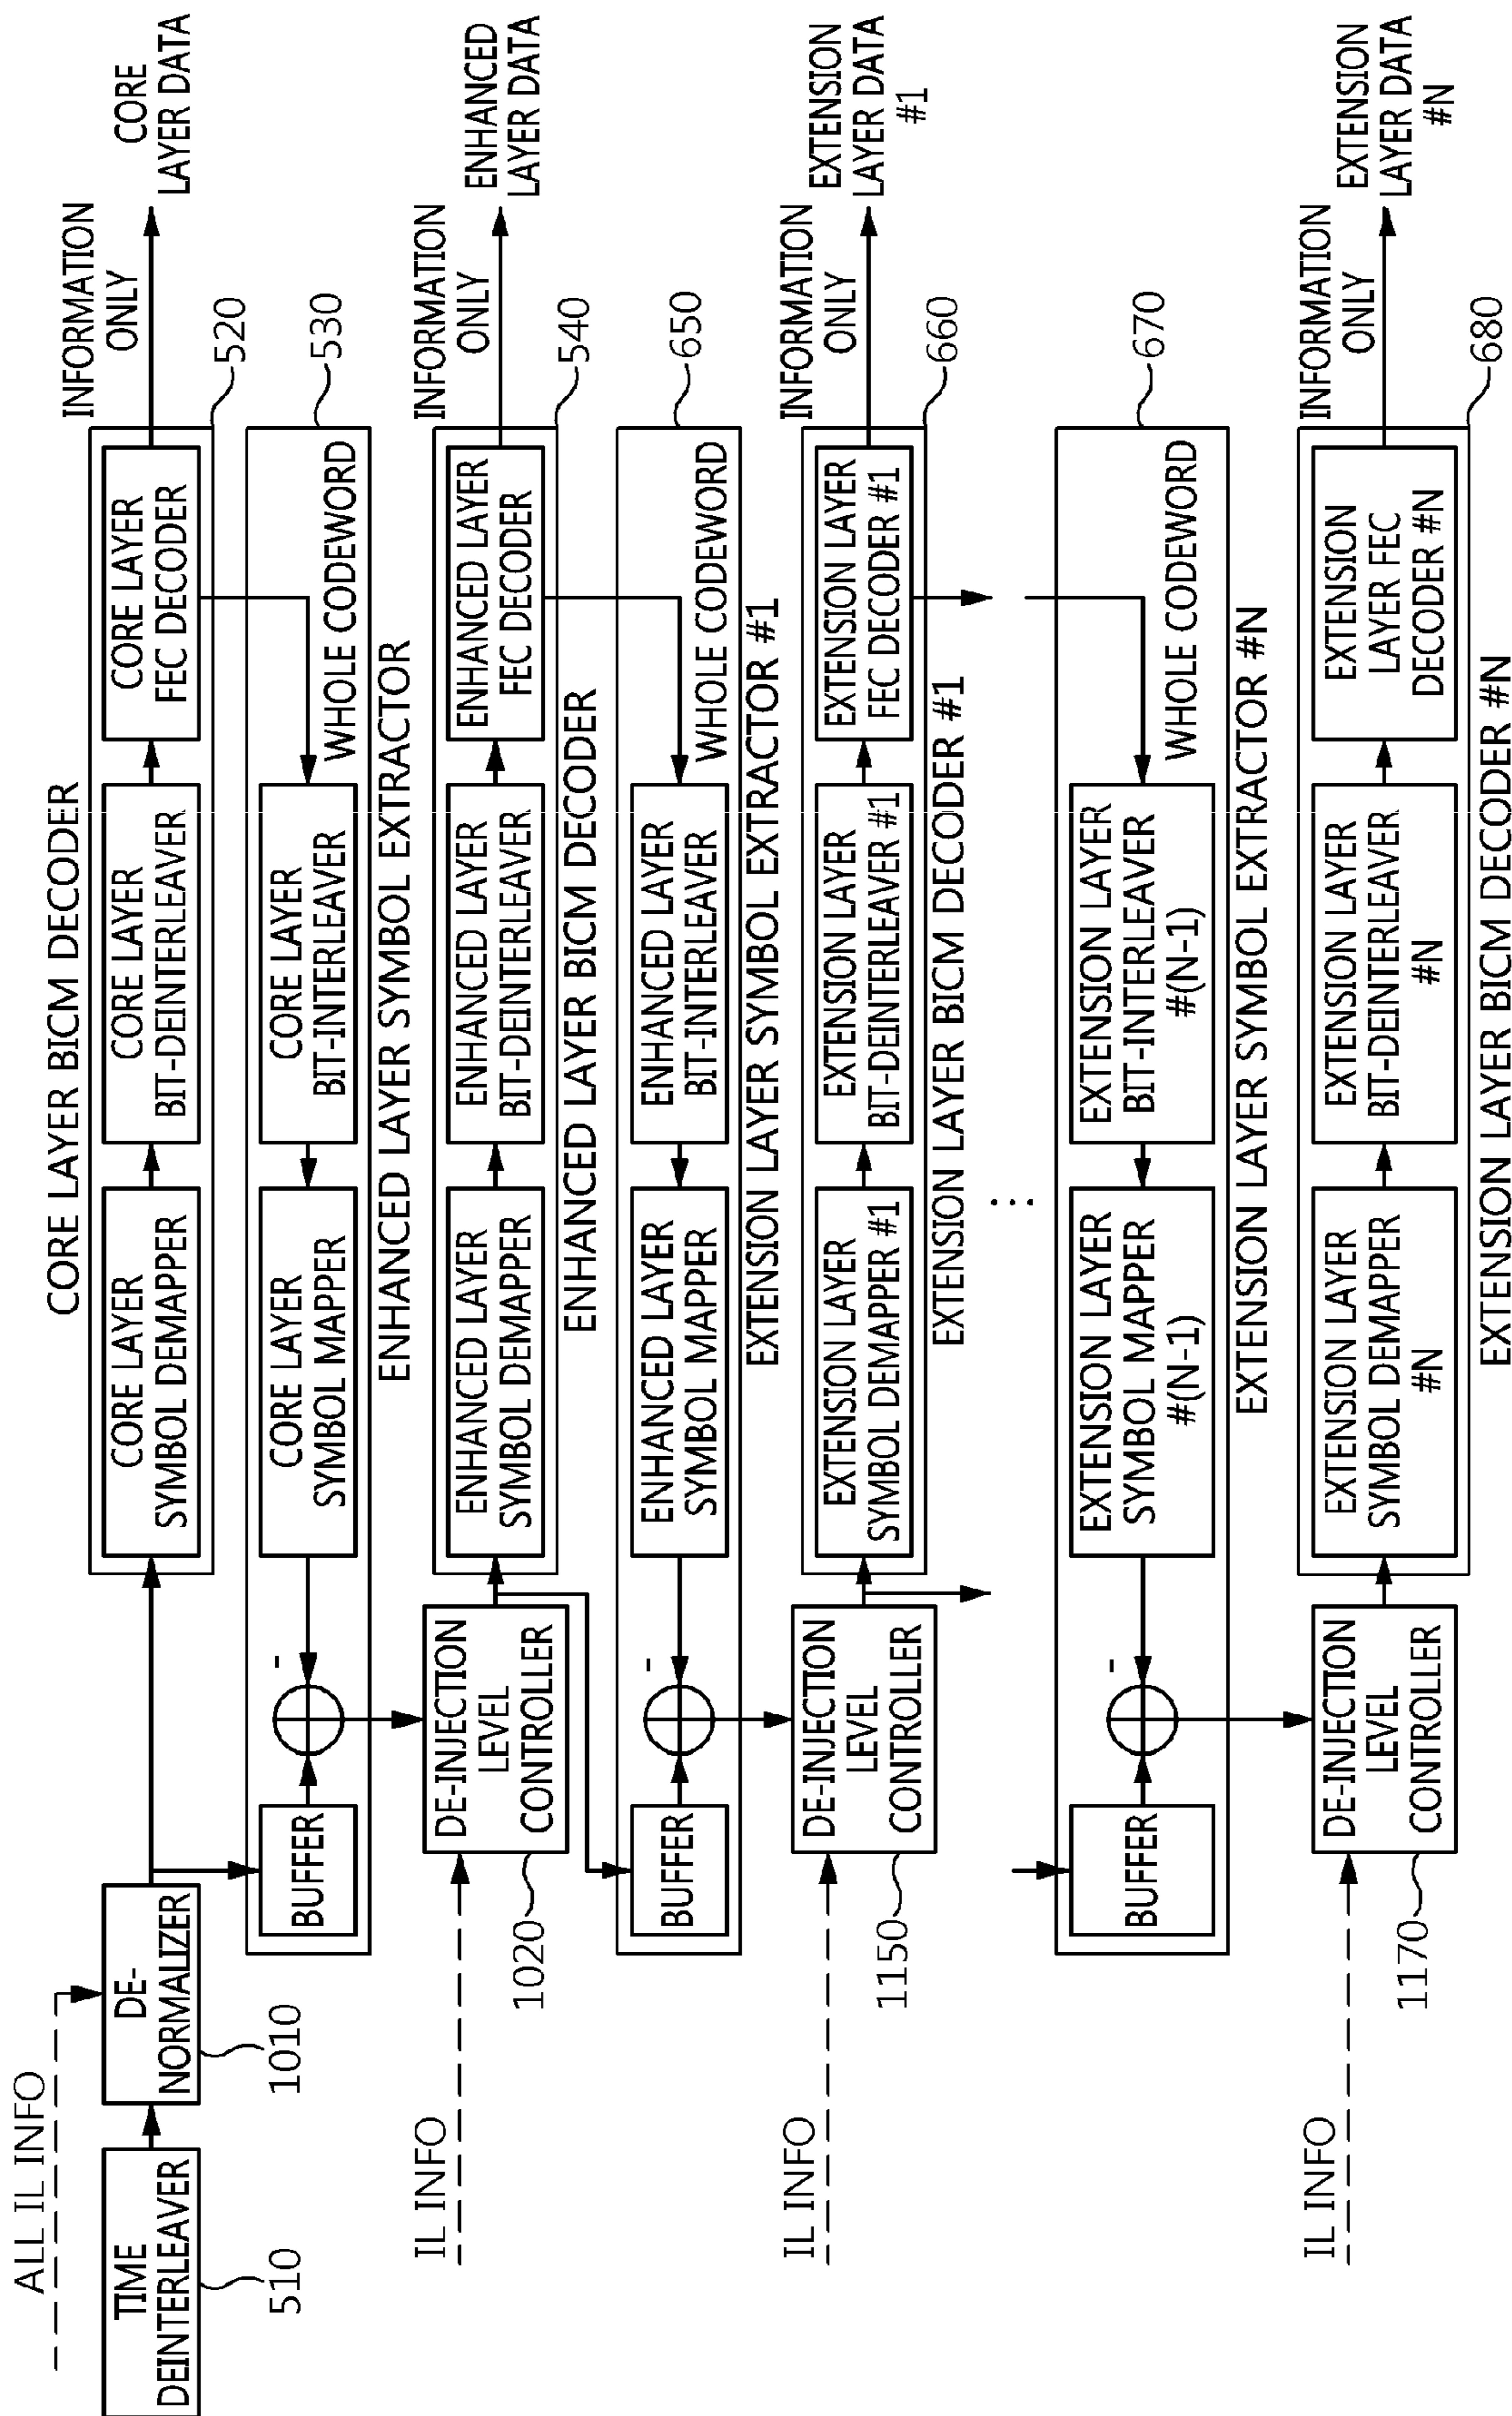 ALL IL INFO
TIME
DEINTERLEAVER
510
DE-
NORMALIZER
1010
CORE LAYER BICM DECODER
CORE LAYER
SYMBOL DEMAPPER
CORE LAYER
BIT-DEINTERLEAVER
CORE LAYER
FEC DECODER
INFORMATION
ONLY
CORE
LAYER DATA
520
BUFFER
-
CORE LAYER
SYMBOL MAPPER
CORE LAYER
BIT-INTERLEAVER
WHOLE CODEWORD
530
ENHANCED LAYER SYMBOL EXTRACTOR
IL INFO
DE-INJECTION
LEVEL
CONTROLLER
1020
ENHANCED LAYER
SYMBOL DEMAPPER
ENHANCED LAYER
BIT-DEINTERLEAVER
ENHANCED LAYER
FEC DECODER
INFORMATION
ONLY
ENHANCED
LAYER DATA
540
ENHANCED LAYER BICM DECODER
BUFFER
-
ENHANCED LAYER
SYMBOL MAPPER
ENHANCED LAYER
BIT-INTERLEAVER
WHOLE CODEWORD
650
EXTENSION LAYER SYMBOL EXTRACTOR #1
IL INFO
DE-INJECTION
LEVEL
CONTROLLER
1150
EXTENSION LAYER
SYMBOL DEMAPPER #1
EXTENSION LAYER
BIT-DEINTERLEAVER #1
EXTENSION LAYER
FEC DECODER #1
INFORMATION
ONLY
EXTENSION
LAYER DATA
#1
660
EXTENSION LAYER BICM DECODER #1
...
BUFFER
-
EXTENSION LAYER
SYMBOL MAPPER
#(N-1)
EXTENSION LAYER
BIT-INTERLEAVER
#(N-1)
WHOLE CODEWORD
670
EXTENSION LAYER SYMBOL EXTRACTOR #N
IL INFO
DE-INJECTION
LEVEL
CONTROLLER
1170
EXTENSION LAYER
SYMBOL DEMAPPER
#N
EXTENSION LAYER
BIT-DEINTERLEAVER
#N
EXTENSION
LAYER FEC
DECODER #N
INFORMATION
ONLY
EXTENSION
LAYER DATA
#N
680
EXTENSION LAYER BICM DECODER #N